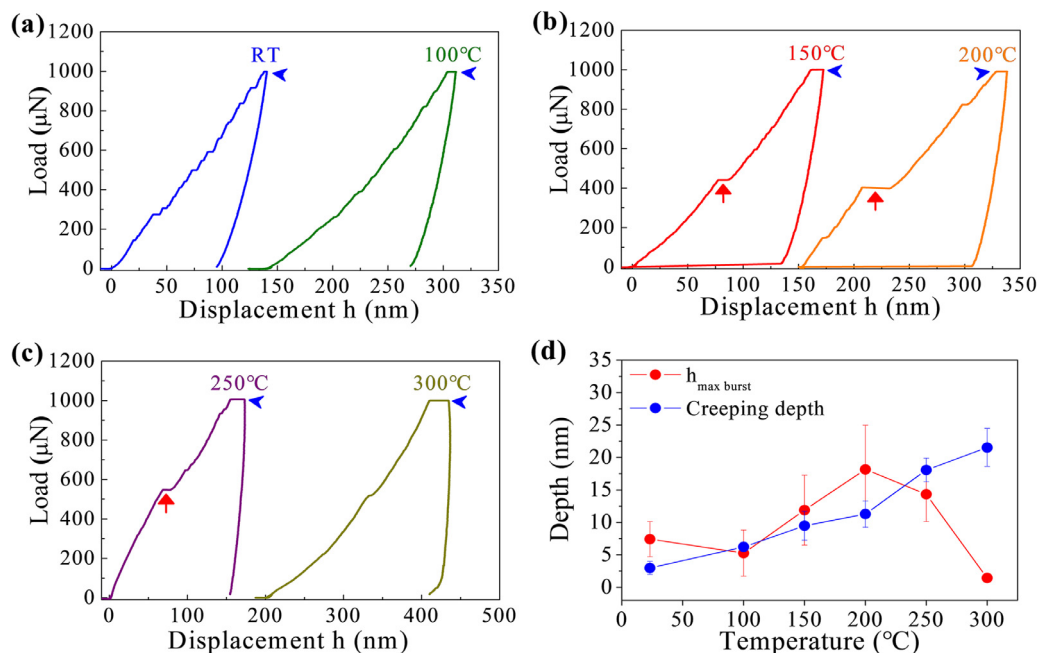 (a)
1200
1000
800
600
400
200
0
Load (μN)
RT
100℃
0 50 100 150 200 250 300 350
Displacement h (nm)
(b)
1200
1000
800
600
400
200
0
Load (μN)
150℃
200℃
0 50 100 150 200 250 300 350
Displacement h (nm)
(c)
1200
1000
800
600
400
200
0
Load (μN)
250℃
300℃
0 100 200 300 400 500
Displacement h (nm)
(d)
35
30
25
20
15
10
5
0
Depth (nm)
h max burst
Creeping depth
0 50 100 150 200 250 300
Temperature (℃)